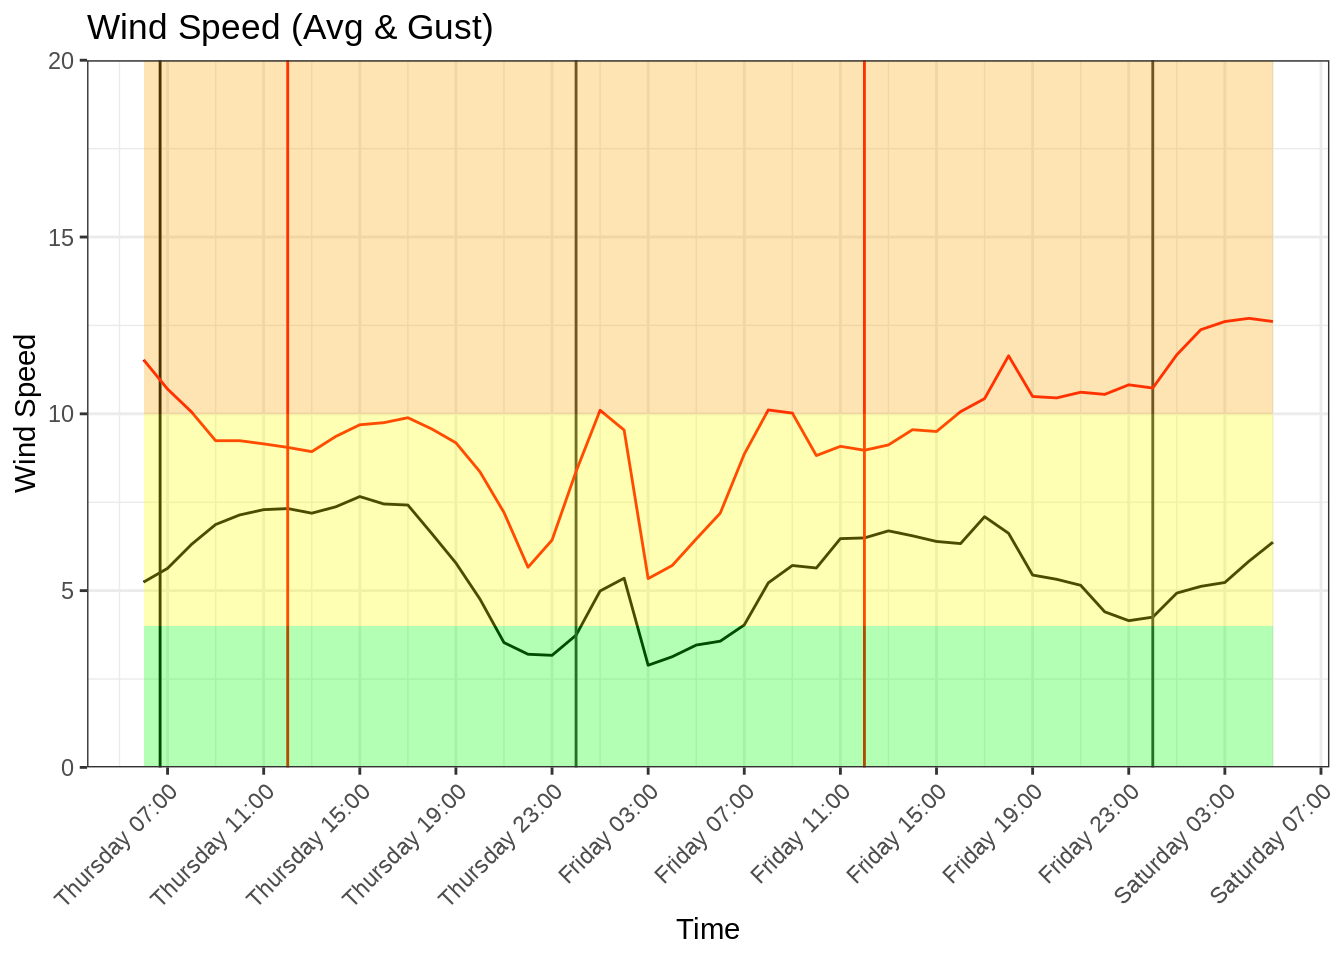 Wind Speed (Avg & Gust)
20
15
10
5
0
Wind Speed
Thursday 07:00
Thursday 11:00
Thursday 15:00
Thursday 19:00
Thursday 23:00
Friday 03:00
Friday 07:00
Friday 11:00
Friday 15:00
Friday 19:00
Friday 23:00
Saturday 03:00
Saturday 07:00
Time